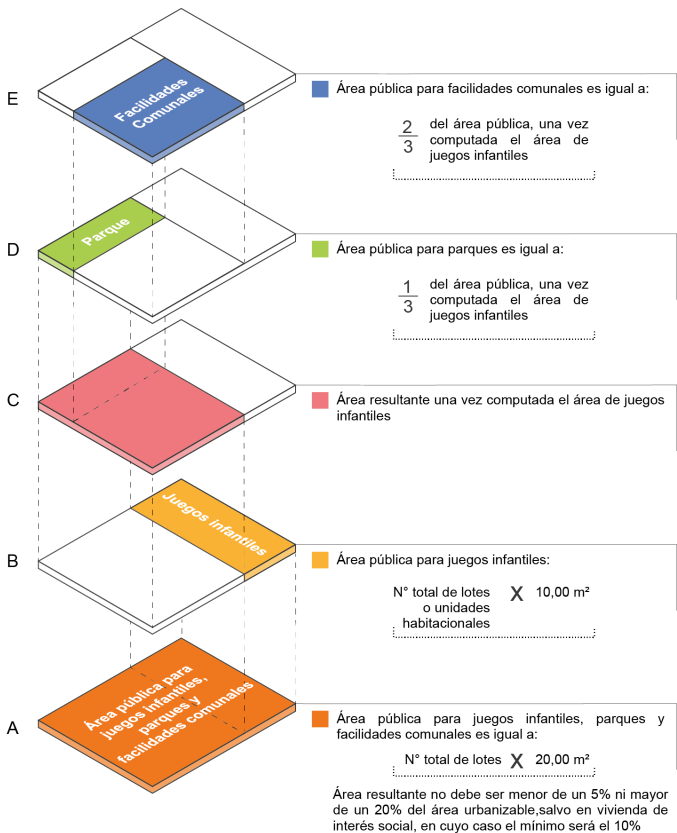 E
Facilidades
Comunales
Área pública para facilidades comunales es igual a:
2
3
del área pública, una vez
computada el área de
juegos infantiles
D
Parque
Área pública para parques es igual a:
1
3
del área pública, una vez
computada el área de
juegos infantiles
C
Área resultante una vez computada el área de juegos
infantiles
B
Juegos infantiles
Área pública para juegos infantiles:
N° total de lotes
o unidades
habitacionales
X 10,00 m²
A
Área pública para
juegos infantiles,
parques y
facilidades comunales
Área pública para juegos infantiles, parques y
facilidades comunales es igual a:
N° total de lotes X 20,00 m²
Área resultante no debe ser menor de un 5% ni mayor
de un 20% del área urbanizable,salvo en vivienda de
interés social, en cuyo caso el mínimo será el 10%